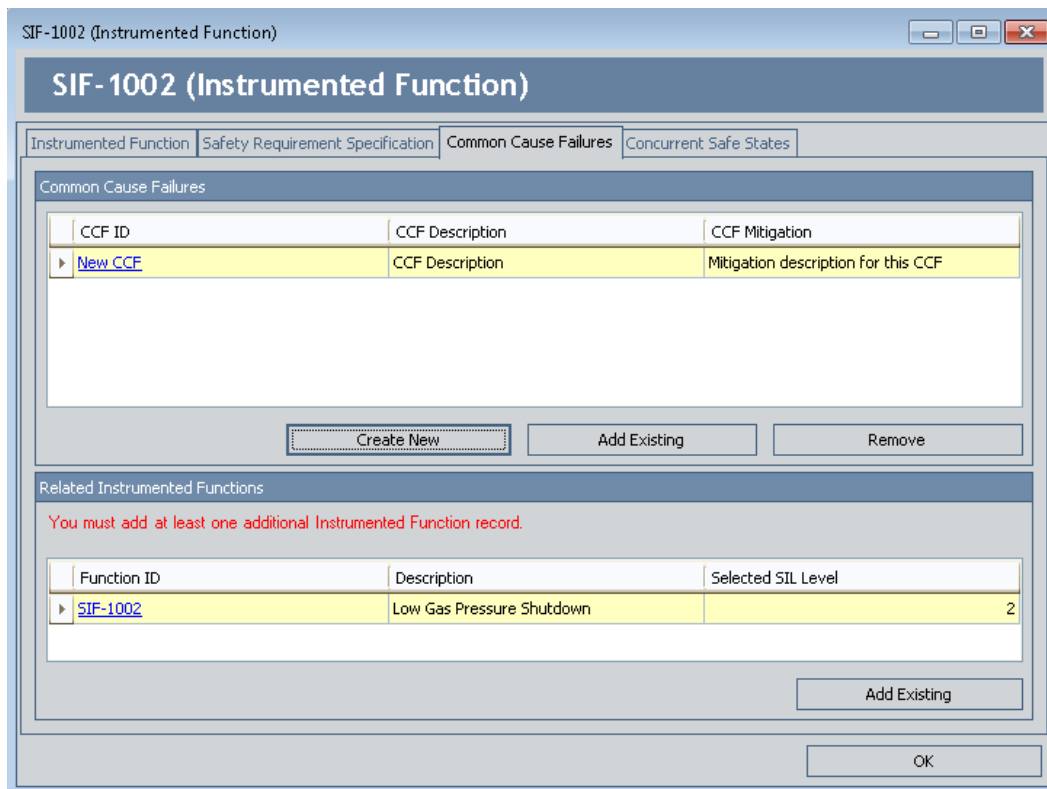 SIF-1002 (Instrumented Function)
SIF-1002 (Instrumented Function)
Instrumented Function Safety Requirement Specification Common Cause Failures Concurrent Safe States
Common Cause Failures
CCF ID CCF Description CCF Mitigation
New CCF CCF Description Mitigation description for this CCF
Create New Add Existing Remove
Related Instrumented Functions
You must add at least one additional Instrumented Function record.
Function ID Description Selected SIL Level
SIF-1002 Low Gas Pressure Shutdown 2
Add Existing
OK